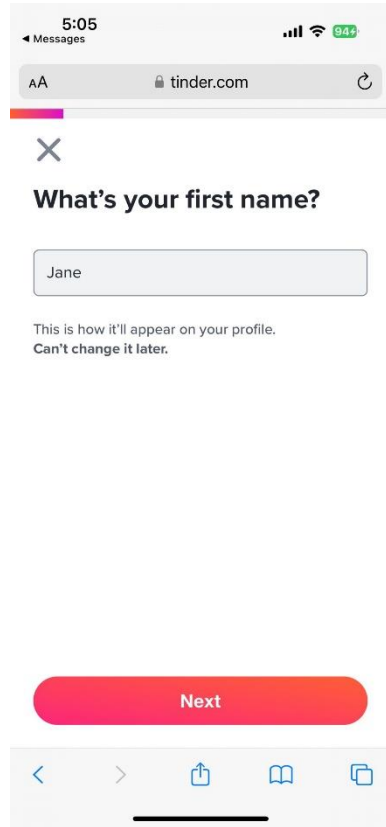 5:05
◀ Messages
94
AA
tinder.com
What's your first name?
Jane
This is how it'll appear on your profile.
Can't change it later.
Next